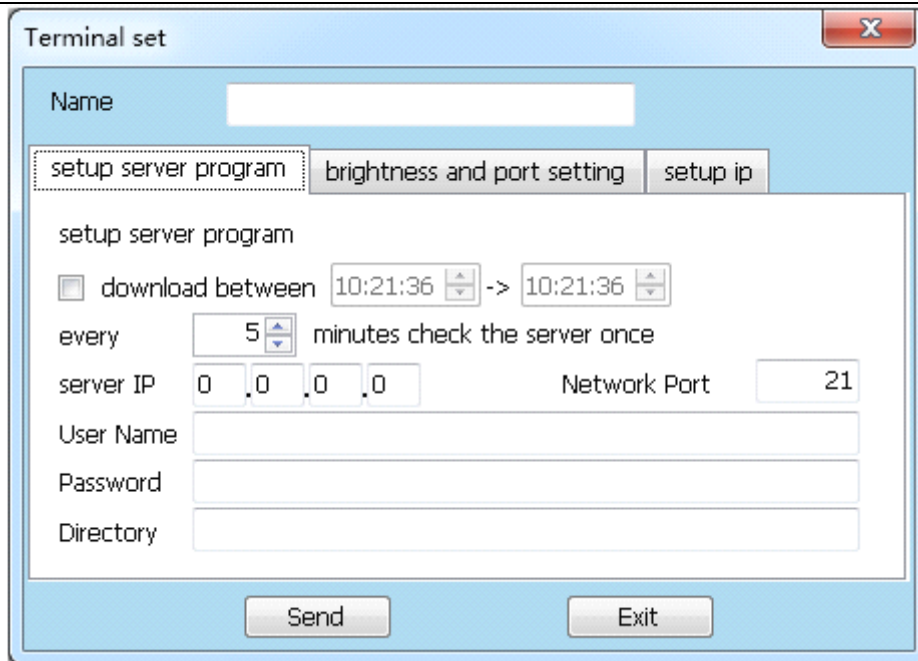 Terminal set
Name
setup server program brightness and port setting setup ip
setup server program
download between 10:21:36 -> 10:21:36
every 5 minutes check the server once
server IP 0 .0 .0 .0 Network Port 21
User Name
Password
Directory
Send Exit